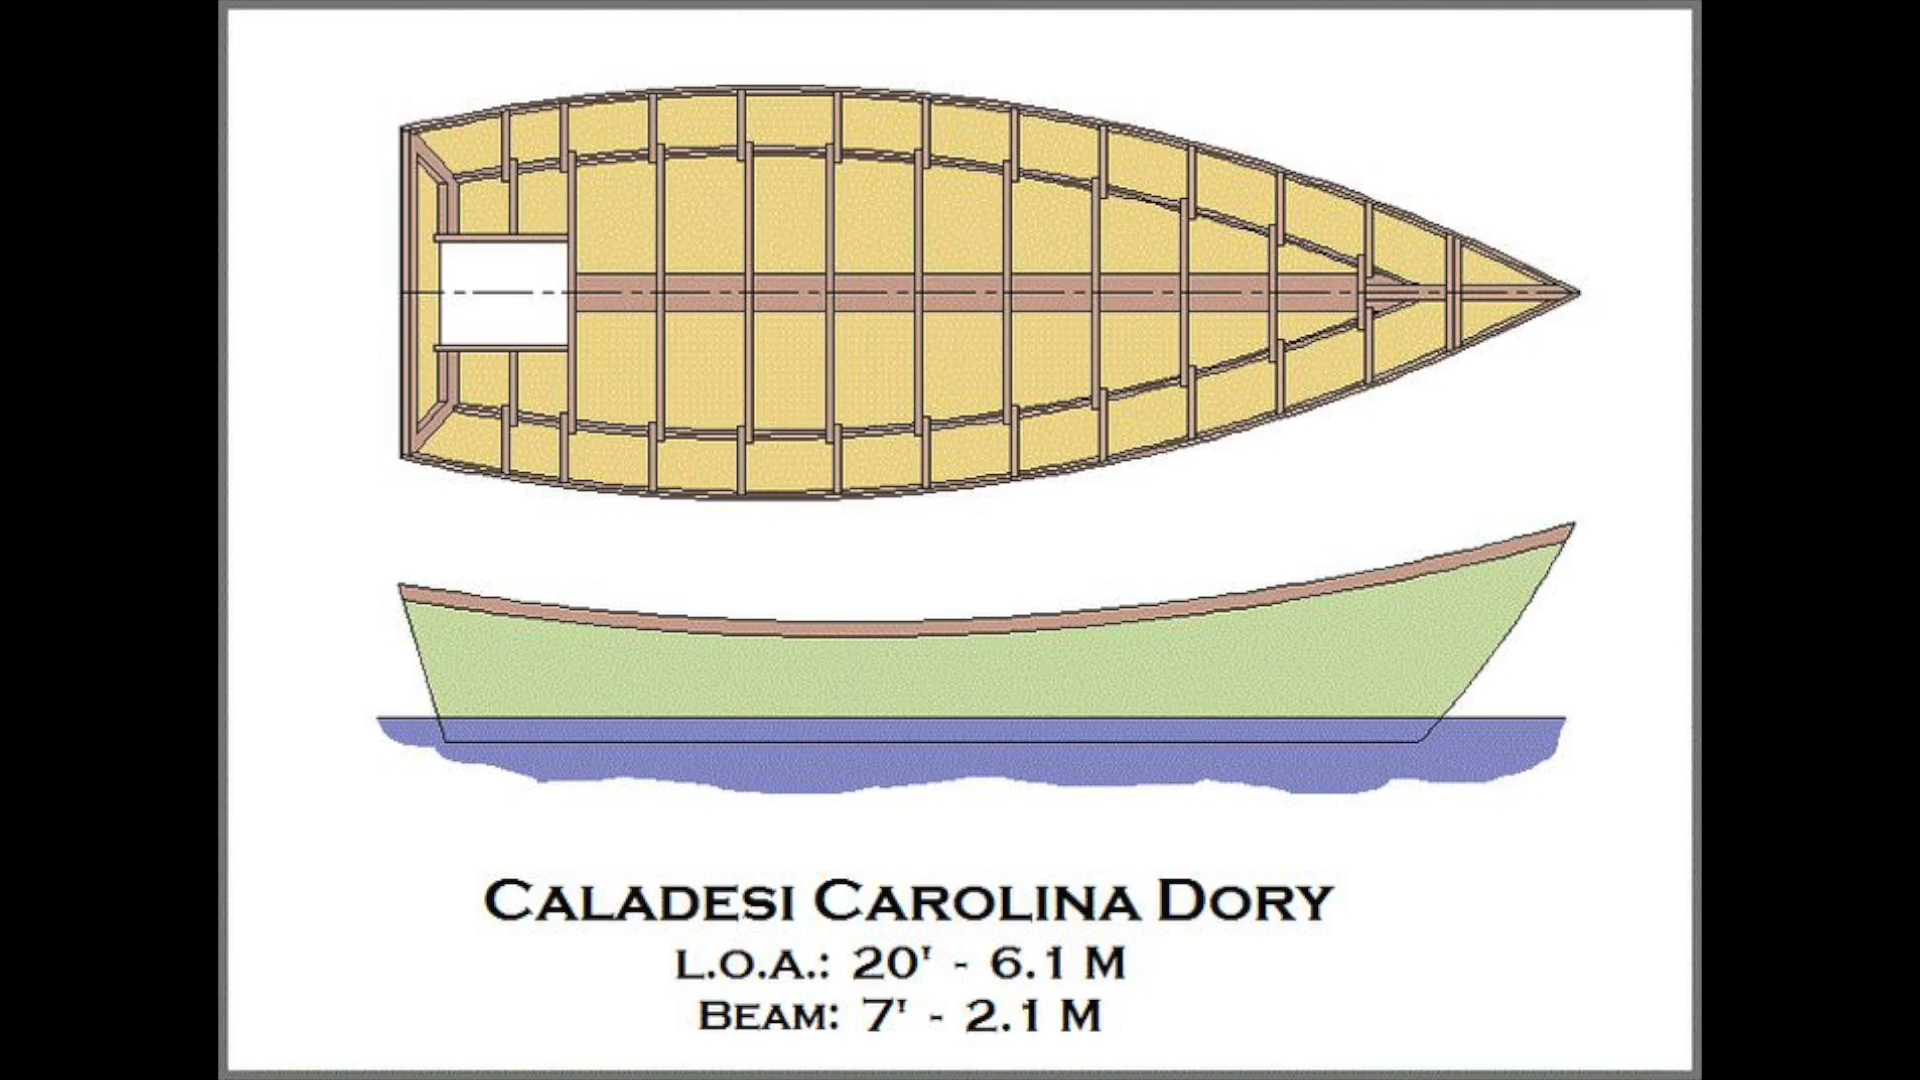 CALADESI CAROLINA DORY
L.O.A.: 20' - 6.1 M
BEAM: 7' - 2.1 M